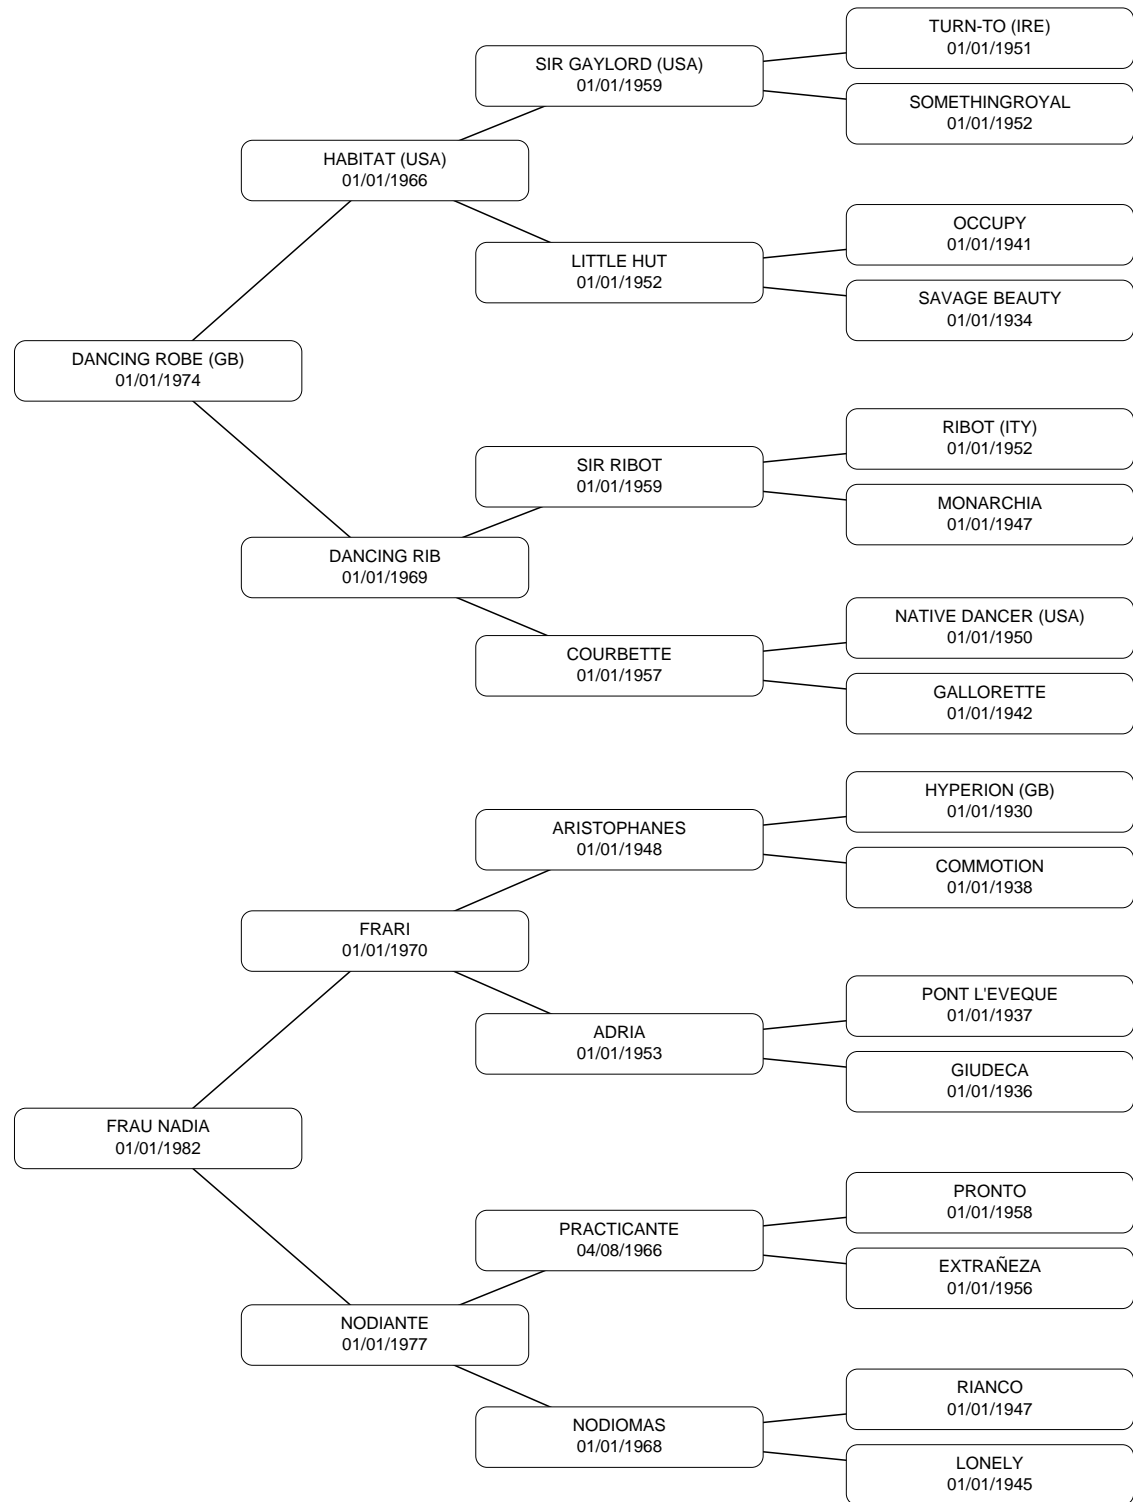 TURN-TO (IRE)
01/01/1951
SIR GAYLORD (USA)
01/01/1959
SOMETHINGROYAL
01/01/1952
HABITAT (USA)
01/01/1966
OCCUPY
01/01/1941
LITTLE HUT
01/01/1952
SAVAGE BEAUTY
01/01/1934
DANCING ROBE (GB)
01/01/1974
RIBOT (ITY)
01/01/1952
SIR RIBOT
01/01/1959
MONARCHIA
01/01/1947
DANCING RIB
01/01/1969
NATIVE DANCER (USA)
01/01/1950
COURBETTE
01/01/1957
GALLORETTE
01/01/1942
HYPERION (GB)
01/01/1930
ARISTOPHANES
01/01/1948
COMMOTION
01/01/1938
FRARI
01/01/1970
PONT L'EVEQUE
01/01/1937
ADRIA
01/01/1953
GIUDECA
01/01/1936
FRAU NADIA
01/01/1982
PRONTO
01/01/1958
PRACTICANTE
04/08/1966
EXTRAÑEZA
01/01/1956
NODIANTE
01/01/1977
RIANCO
01/01/1947
NODIOMAS
01/01/1968
LONELY
01/01/1945